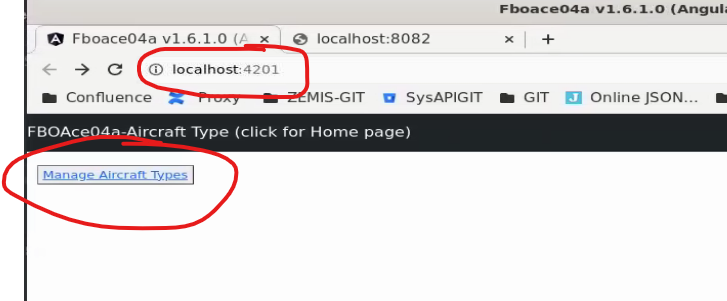 Fboace04a v1.6.1.0 (Angula
Fboace04a v1.6.1.0 (A × localhost:8082 × +
localhost:4201
Confluence Proxy ZEMIS-GIT SysAPIGIT GIT Online JSON...
FBOAce04a-Aircraft Type (click for Home page)
Manage Aircraft Types